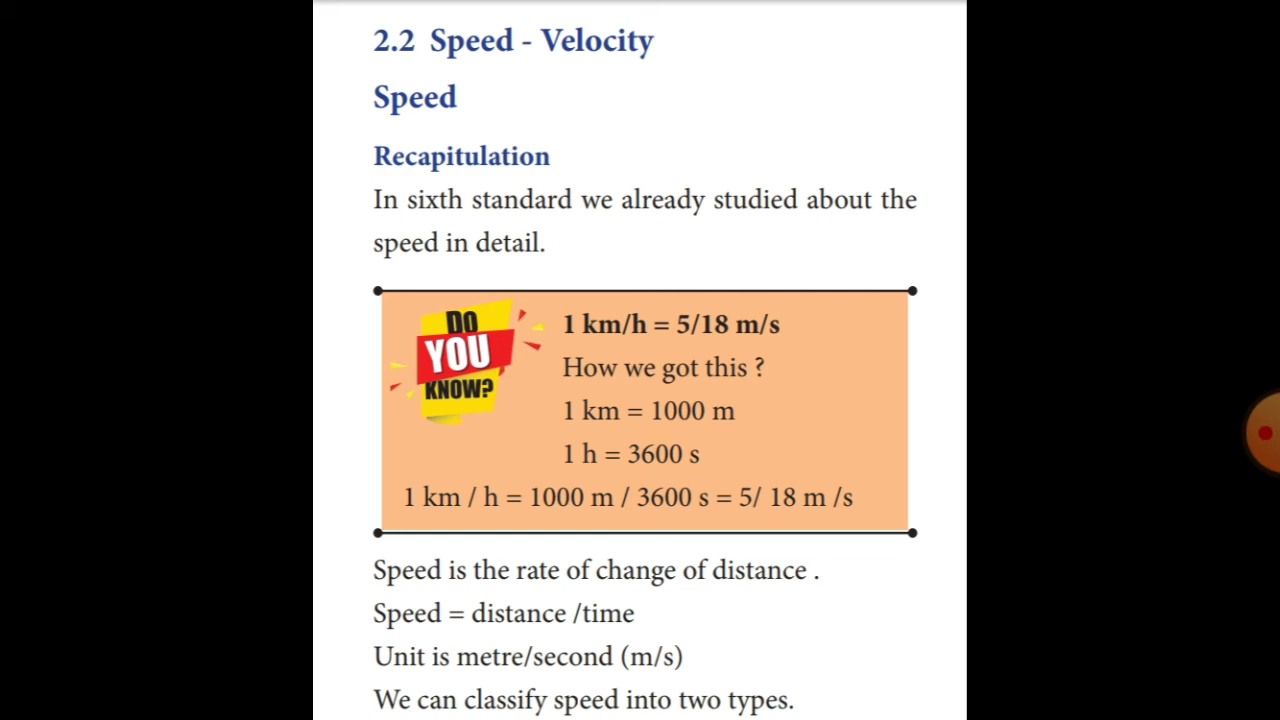 2.2 Speed - Velocity
Speed
Recapitulation
In sixth standard we already studied about the
speed in detail.
DO
YOU
KNOW?
1 km/h = 5/18 m/s
How we got this ?
1 km = 1000 m
1 h = 3600 s
1 km / h = 1000 m / 3600 s = 5/ 18 m /s
Speed is the rate of change of distance .
Speed = distance /time
Unit is metre/second (m/s)
We can classify speed into two types.